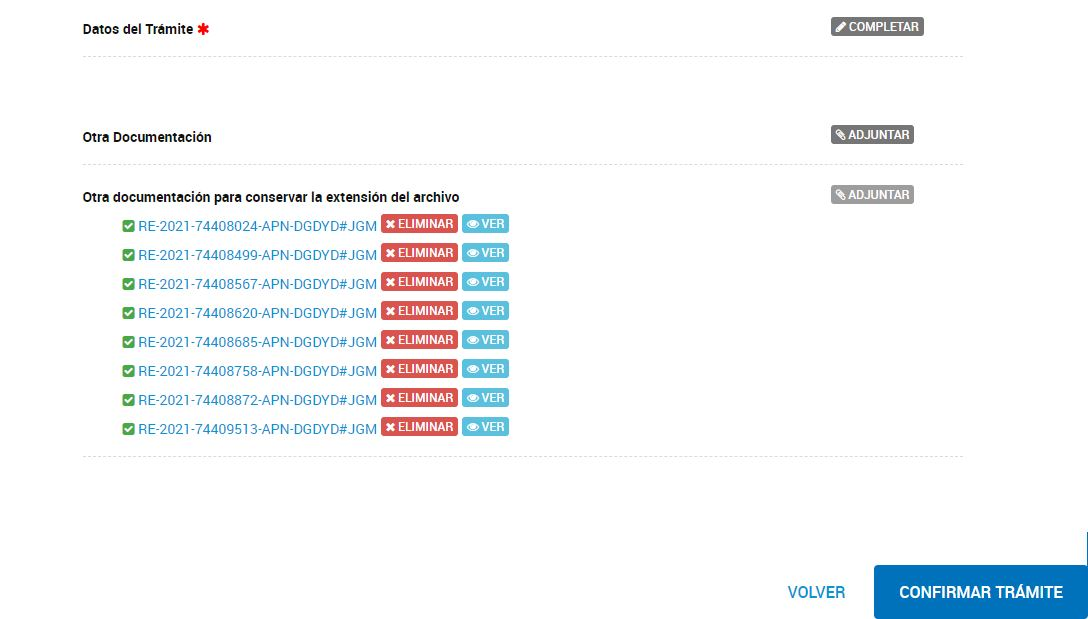 Datos del Trámite * COMPLETAR
Otra Documentación ADJUNTAR
Otra documentación para conservar la extensión del archivo ADJUNTAR
RE-2021-74408024-APN-DGDYD#JGM ELIMINAR VER
RE-2021-74408499-APN-DGDYD#JGM ELIMINAR VER
RE-2021-74408567-APN-DGDYD#JGM ELIMINAR VER
RE-2021-74408620-APN-DGDYD#JGM ELIMINAR VER
RE-2021-74408685-APN-DGDYD#JGM ELIMINAR VER
RE-2021-74408758-APN-DGDYD#JGM ELIMINAR VER
RE-2021-74408872-APN-DGDYD#JGM ELIMINAR VER
RE-2021-74409513-APN-DGDYD#JGM ELIMINAR VER
VOLVER CONFIRMAR TRÁMITE